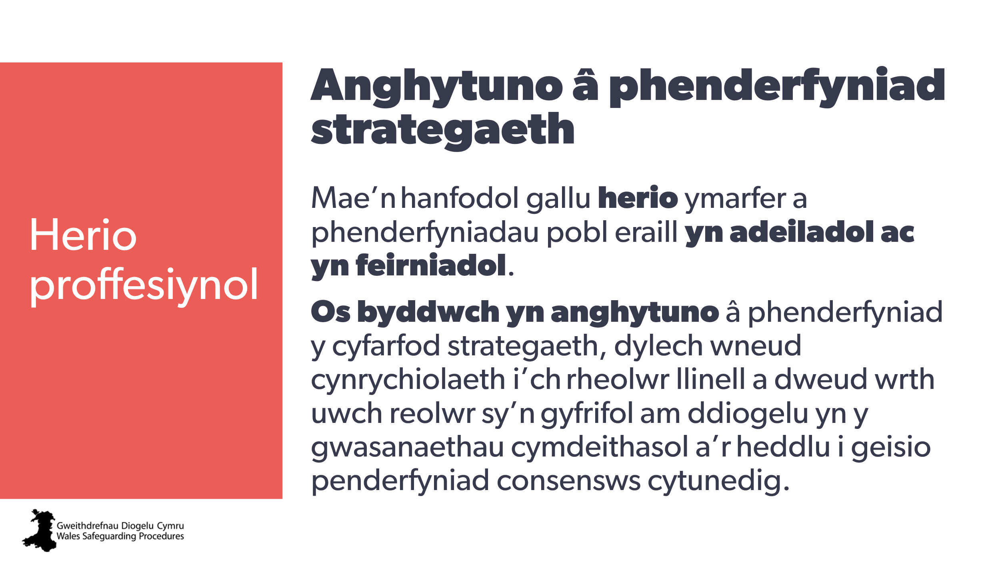 Herio
proffesiynol
Anghytuno â phenderfyniad
strategaeth
Mae’n hanfodol gallu herio ymarfer a
phenderfyniadau pobl eraill yn adeiladol ac
yn feirniadol.
Os byddwch yn anghytuno â phenderfyniad
y cyfarfod strategaeth, dylech wneud
cynrychiolaeth i’ch rheolwr llinell a dweud wrth
uwch reolwr sy’n gyfrifol am ddiogelu yn y
gwasanaethau cymdeithasol a’r heddlu i geisio
penderfyniad consensws cytunedig.
Gweithdrefnau Diogelu Cymru
Wales Safeguarding Procedures